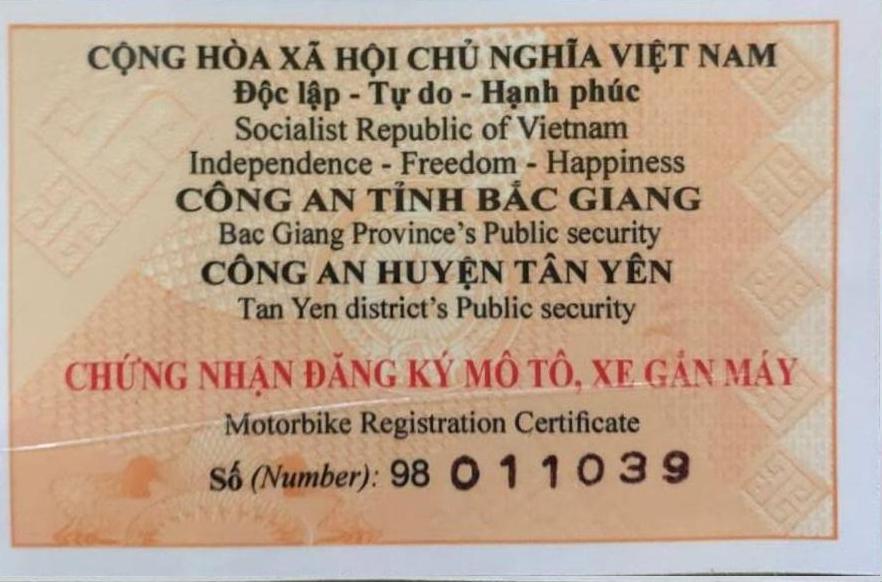 CỘNG HÒA XÃ HỘI CHỦ NGHĨA VIỆT NAM
Độc lập - Tự do - Hạnh phúc
Socialist Republic of Vietnam
Independence - Freedom - Happiness
CÔNG AN TỈNH BẮC GIANG
Bac Giang Province's Public security
CÔNG AN HUYỆN TÂN YÊN
Tan Yen district's Public security
CHỨNG NHẬN ĐĂNG KÝ MÔ TÔ, XE GẮN MÁY
Motorbike Registration Certificate
Số (Number): 98 011039